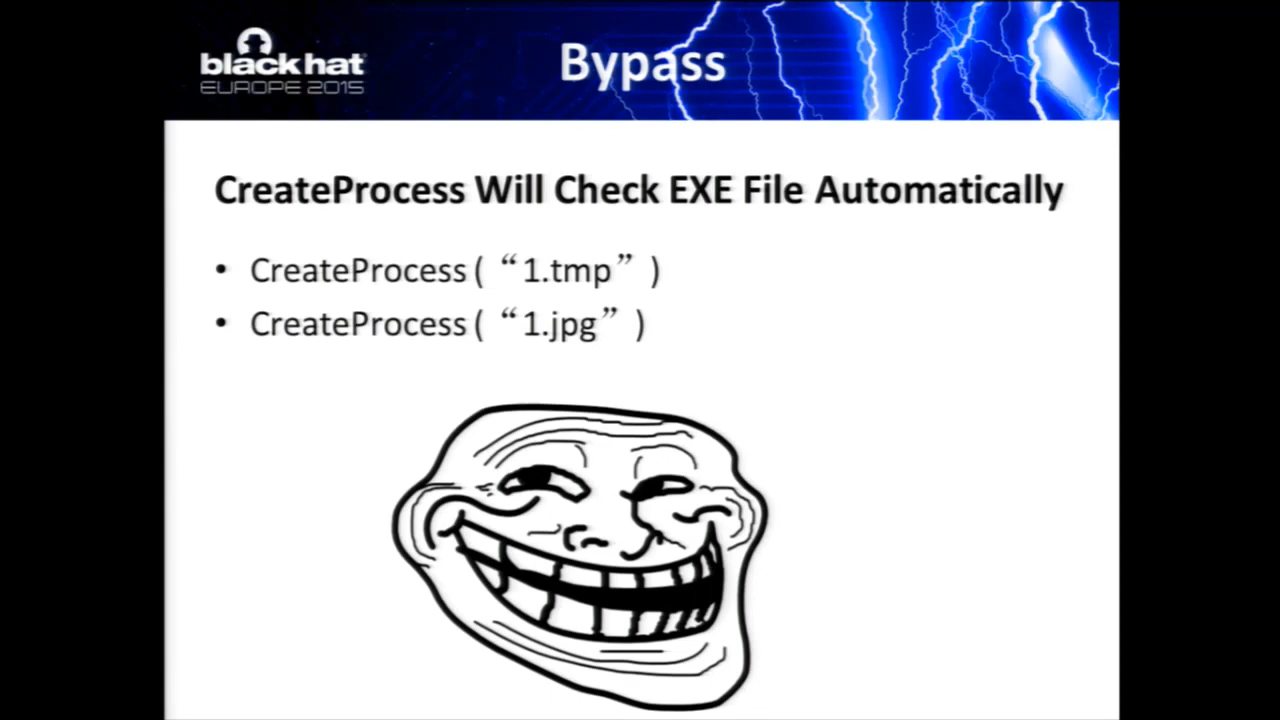 black hat
EUROPE 2015
Bypass
CreateProcess Will Check EXE File Automatically
• CreateProcess ( “1.tmp” )
• CreateProcess ( “1.jpg” )